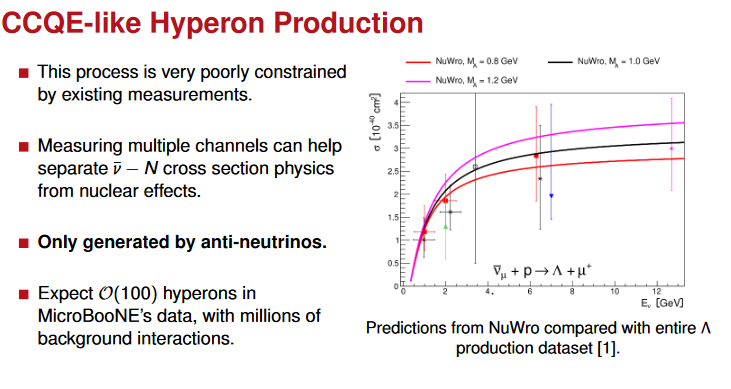 CCQE-like Hyperon Production
This process is very poorly constrained
by existing measurements.
Measuring multiple channels can help
separate ν̄ − N cross section physics
from nuclear effects.
Only generated by anti-neutrinos.
Expect O(100) hyperons in
MicroBooNE's data, with millions of
background interactions.
NuWro, M_A = 0.8 GeV
NuWro, M_A = 1.0 GeV
NuWro, M_A = 1.2 GeV
σ [10⁻⁴⁰ cm²]
4
3.5
3
2.5
2
1.5
1
0.5
0
ν̄_μ + p → Λ + μ⁺
0 2 4 6 8 10 12
E_ν [GeV]
Predictions from NuWro compared with entire Λ
production dataset [1].